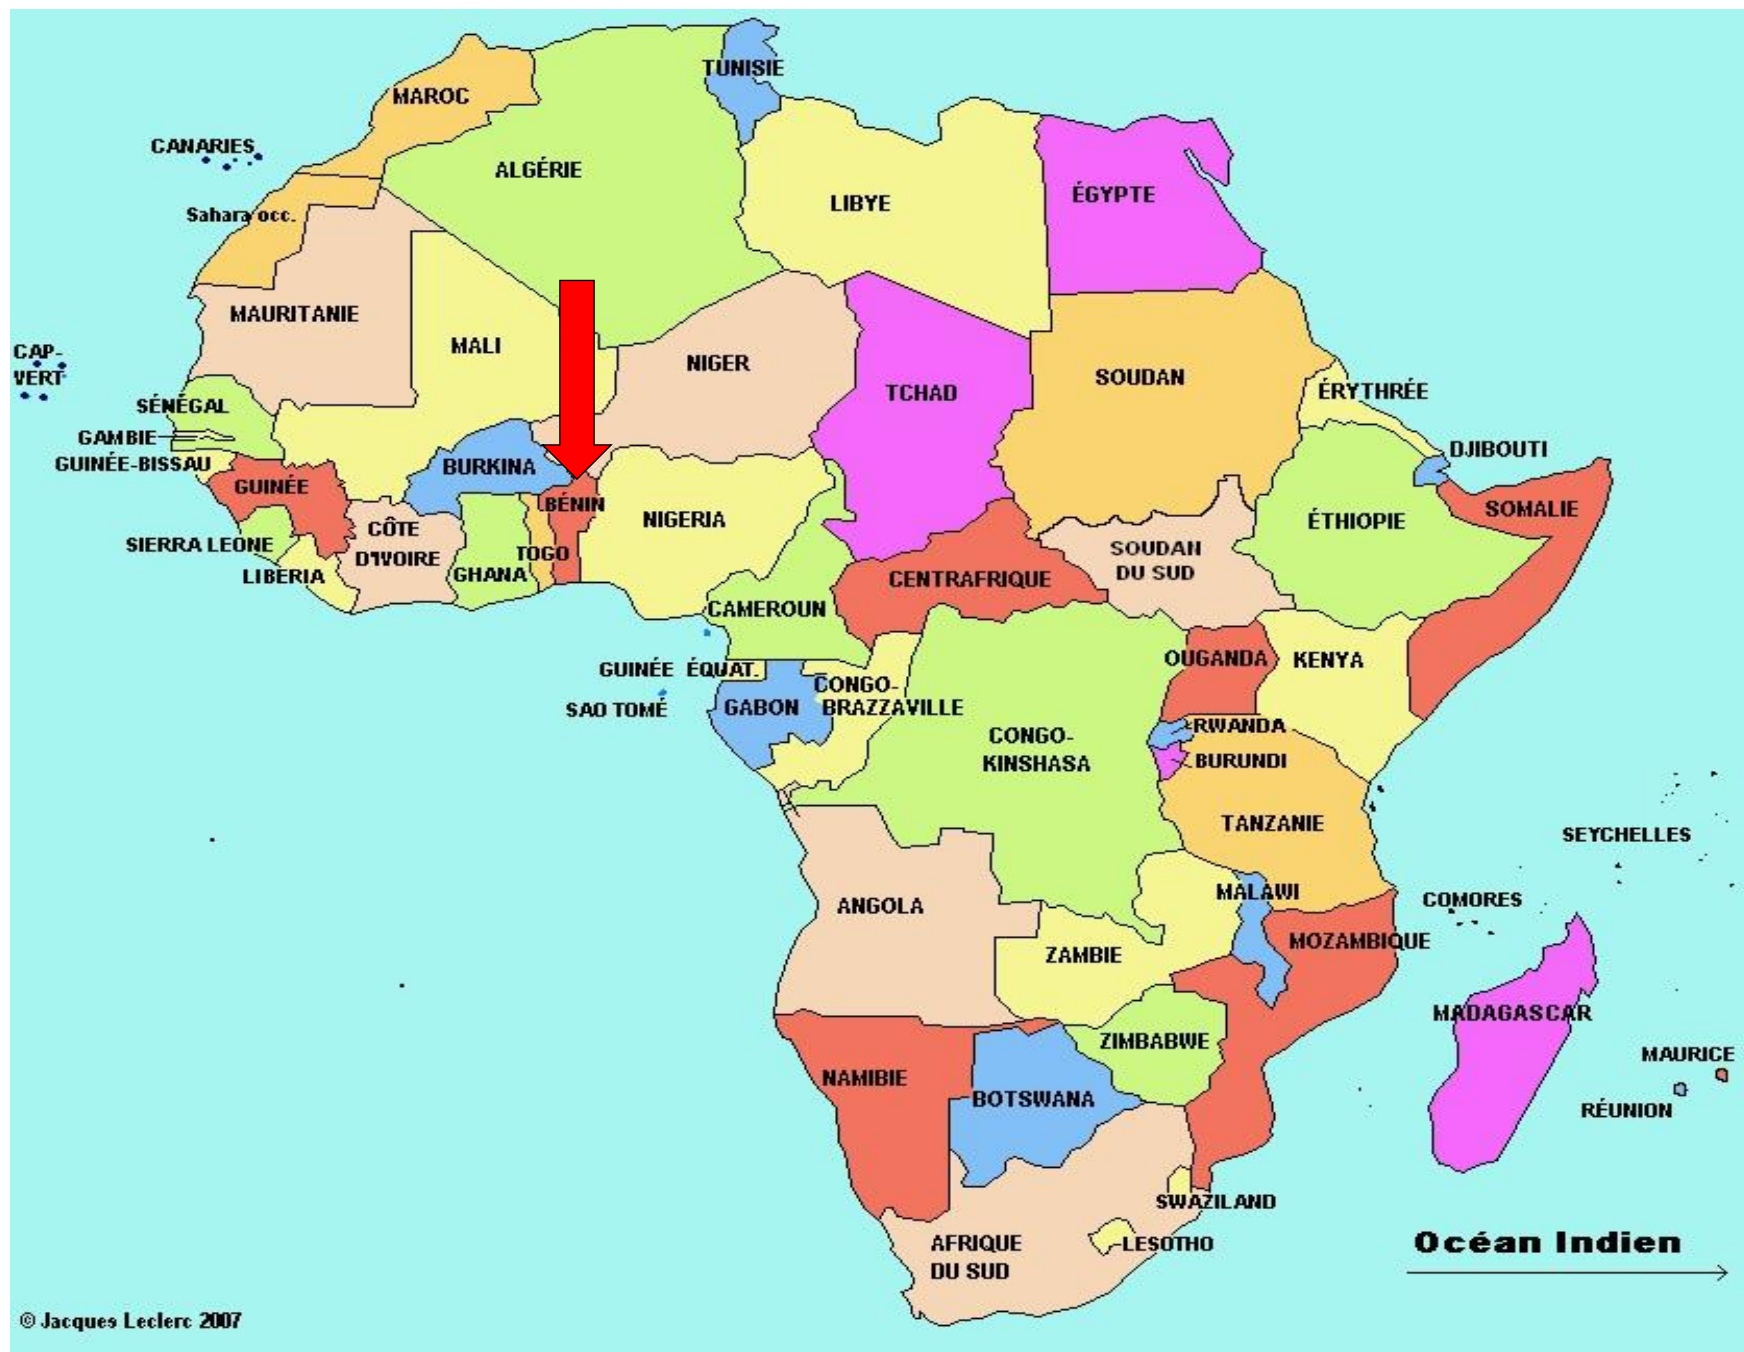 TUNISIE
MAROC
CANARIES
ALGÉRIE
LIBYE
ÉGYPTE
Sahara occ.
MAURITANIE
MALI
NIGER
TCHAD
SOUDAN
CAP-
VERT
ÉRYTHRÉE
SÉNÉGAL
GAMBIE
GUINÉE-BISSAU
DJIBOUTI
BURKINA
GUINÉE
BÉNIN
NIGERIA
CÔTE
D'IVOIRE
SOMALIE
ÉTHIOPIE
SIERRA LEONE
TOGO
SOUDAN
DU SUD
LIBERIA
GHANA
CENTRAFRIQUE
CAMEROUN
GUINÉE ÉQUAT.
OUGANDA
KENYA
SAO TOMÉ
GABON
CONGO-
BRAZZAVILLE
RWANDA
CONGO-
KINSHASA
BURUNDI
TANZANIE
SEYCHELLES
MALAWI
COMORES
ANGOLA
MOZAMBIQUE
ZAMBIE
MADAGASCAR
ZIMBABWE
MAURICE
NAMIBIE
BOTSWANA
RÉUNION
SWAZILAND
AFRIQUE
DU SUD
LESOTHO
Océan Indien
© Jacques Leclerc 2007